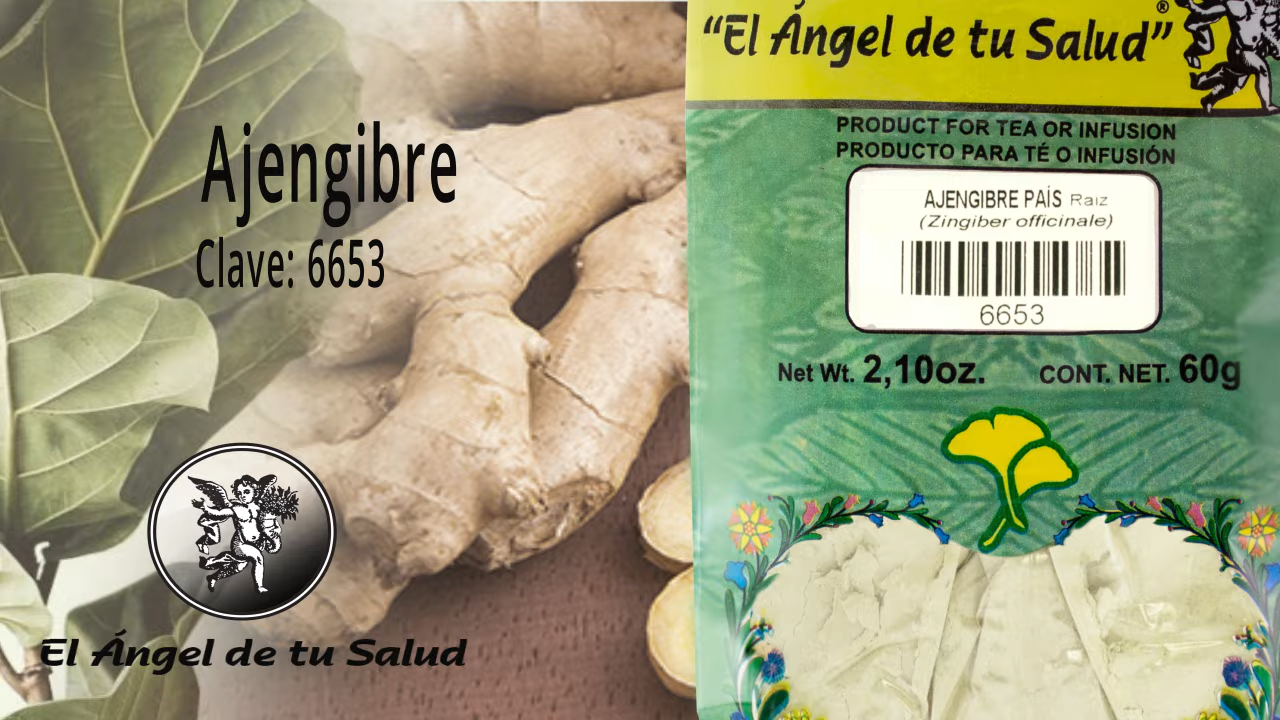 Ajengibre
Clave: 6653
El Ángel de tu Salud
“El Ángel de tu Salud”®
PRODUCT FOR TEA OR INFUSION
PRODUCTO PARA TÉ O INFUSIÓN
AJENGIBRE PAÍS Raiz
(Zingiber officinale)
6653
Net Wt. 2,10oz. CONT. NET. 60g